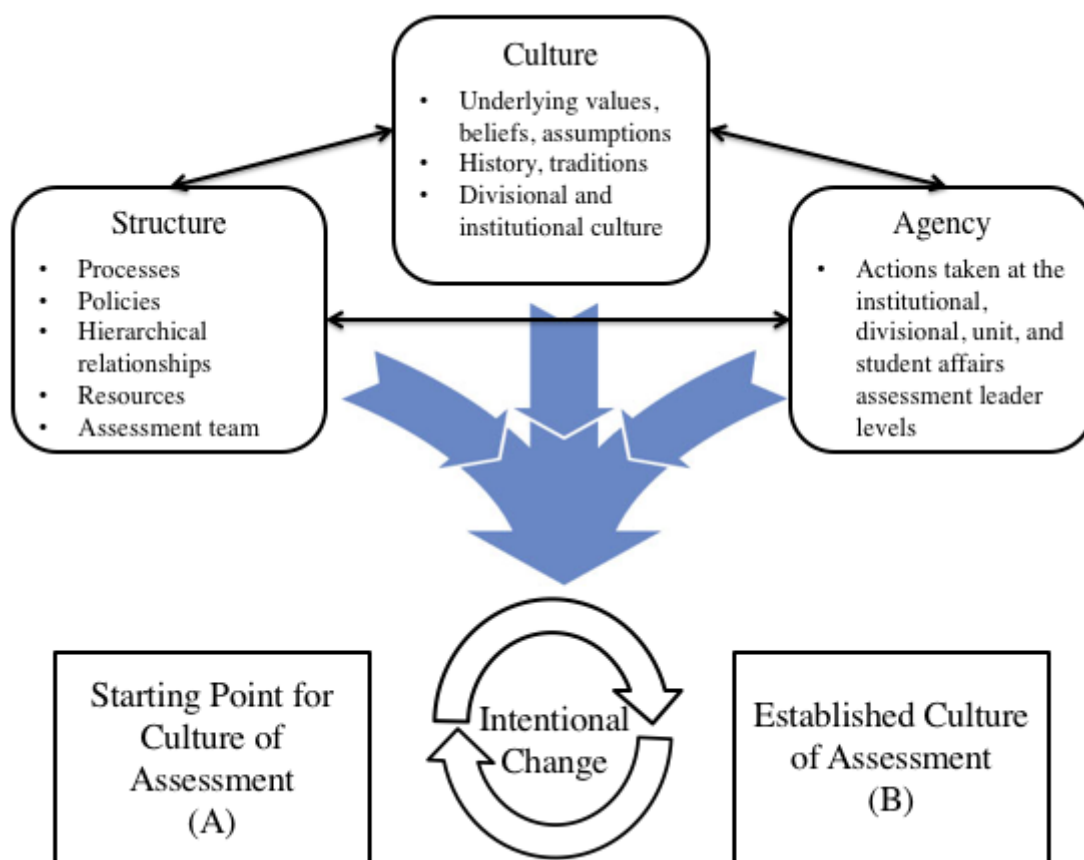 Culture
• Underlying values,
beliefs, assumptions
• History, traditions
• Divisional and
institutional culture
Structure
• Processes
• Policies
• Hierarchical
relationships
• Resources
• Assessment team
Agency
• Actions taken at the
institutional,
divisional, unit, and
student affairs
assessment leader
levels
Starting Point for
Culture of
Assessment
(A)
Intentional
Change
Established Culture
of Assessment
(B)